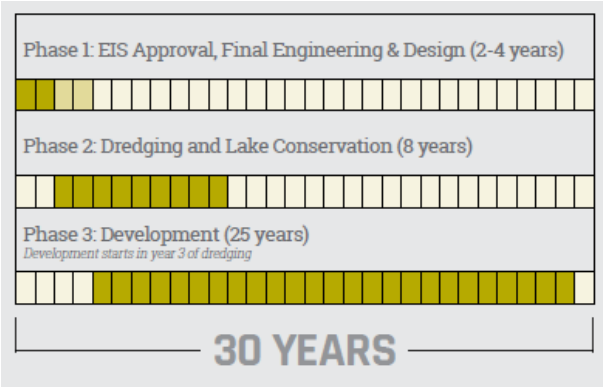 Phase 1: EIS Approval, Final Engineering & Design (2-4 years)
Phase 2: Dredging and Lake Conservation (8 years)
Phase 3: Development (25 years)
Development starts in year 3 of dredging
30 YEARS